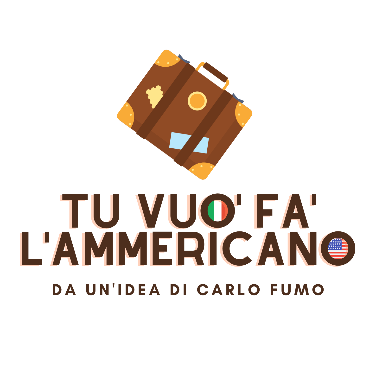 TU VUO' FA'
L'AMMERICANO
DA UN'IDEA DI CARLO FUMO